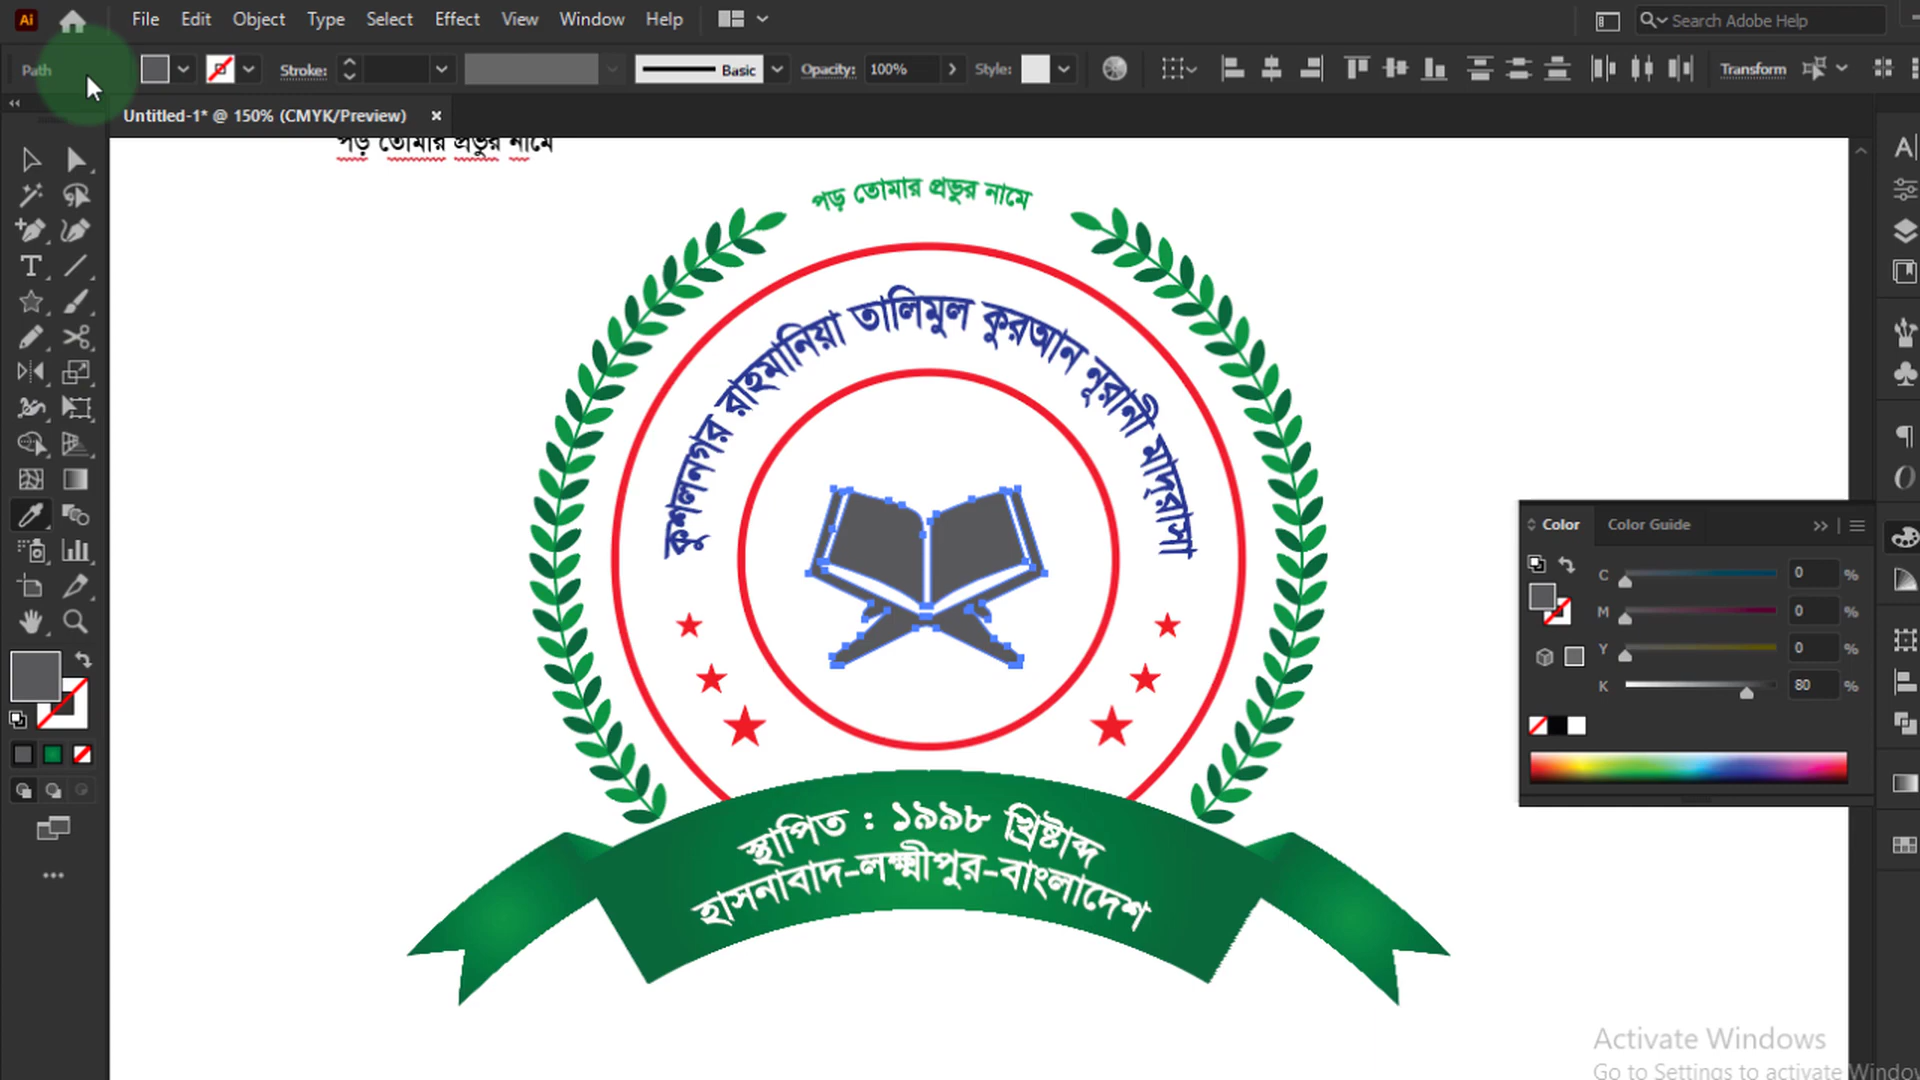 Ai File Edit Object Type Select Effect View Window Help Search Adobe Help
Path Stroke: Basic Opacity: 100% Style: Transform
Untitled-1* @ 150% (CMYK/Preview)
পড় তোমার প্রভুর নামে
পড় তোমার প্রভুর নামে
কুশলনগর রাহমানিয়া তালিমুল কুরআন নূরানী মাদ্রাসা
স্থাপিত : ১৯৯৮ খ্রিষ্টাব্দ
হাসনাবাদ-লক্ষ্মীপুর-বাংলাদেশ
Color Color Guide
C 0 %
M 0 %
Y 0 %
K 80 %
Activate Windows
Go to Settings to activate Windows